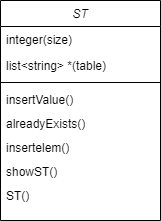 ST
integer(size)
list<string> *(table)
insertValue()
alreadyExists()
insertelem()
showST()
ST()